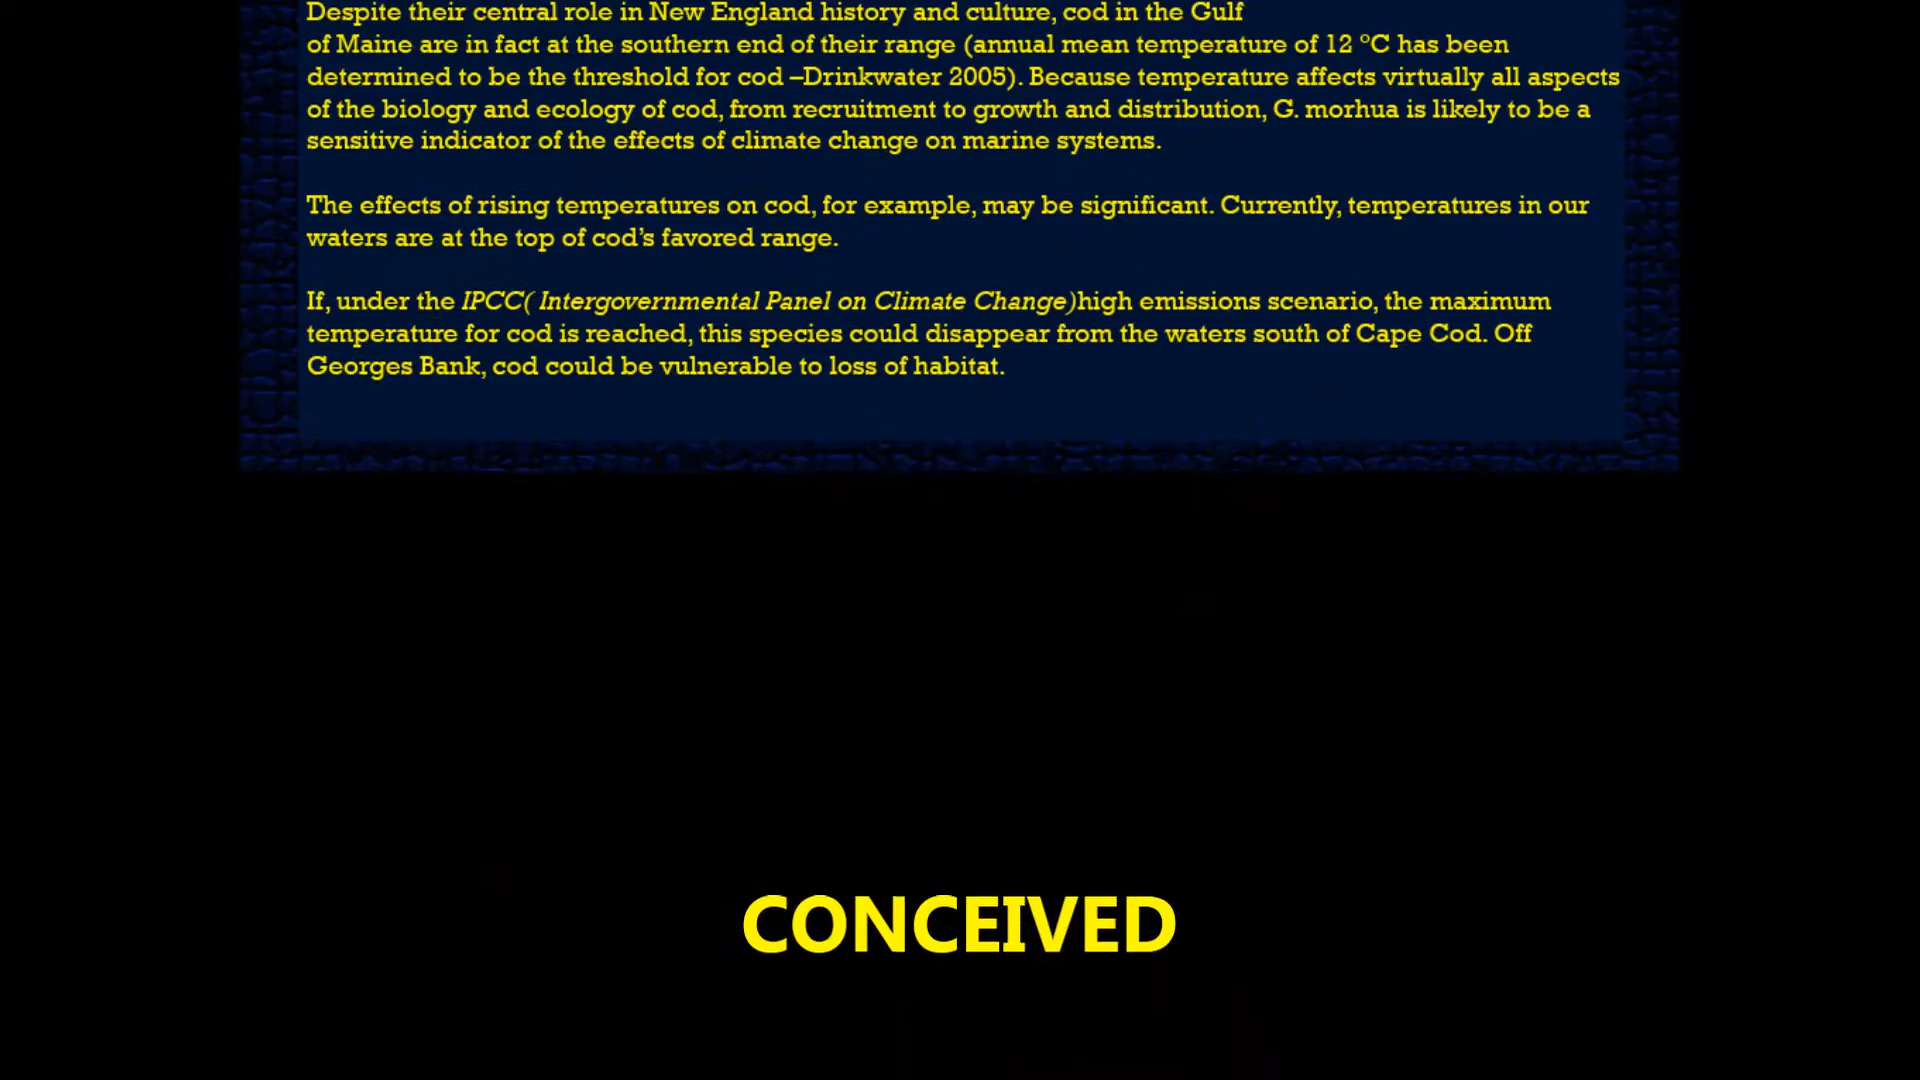 Despite their central role in New England history and culture, cod in the Gulf
of Maine are in fact at the southern end of their range (annual mean temperature of 12 °C has been
determined to be the threshold for cod –Drinkwater 2005). Because temperature affects virtually all aspects
of the biology and ecology of cod, from recruitment to growth and distribution, G. morhua is likely to be a
sensitive indicator of the effects of climate change on marine systems.
The effects of rising temperatures on cod, for example, may be significant. Currently, temperatures in our
waters are at the top of cod’s favored range.
If, under the IPCC( Intergovernmental Panel on Climate Change)high emissions scenario, the maximum
temperature for cod is reached, this species could disappear from the waters south of Cape Cod. Off
Georges Bank, cod could be vulnerable to loss of habitat.
CONCEIVED